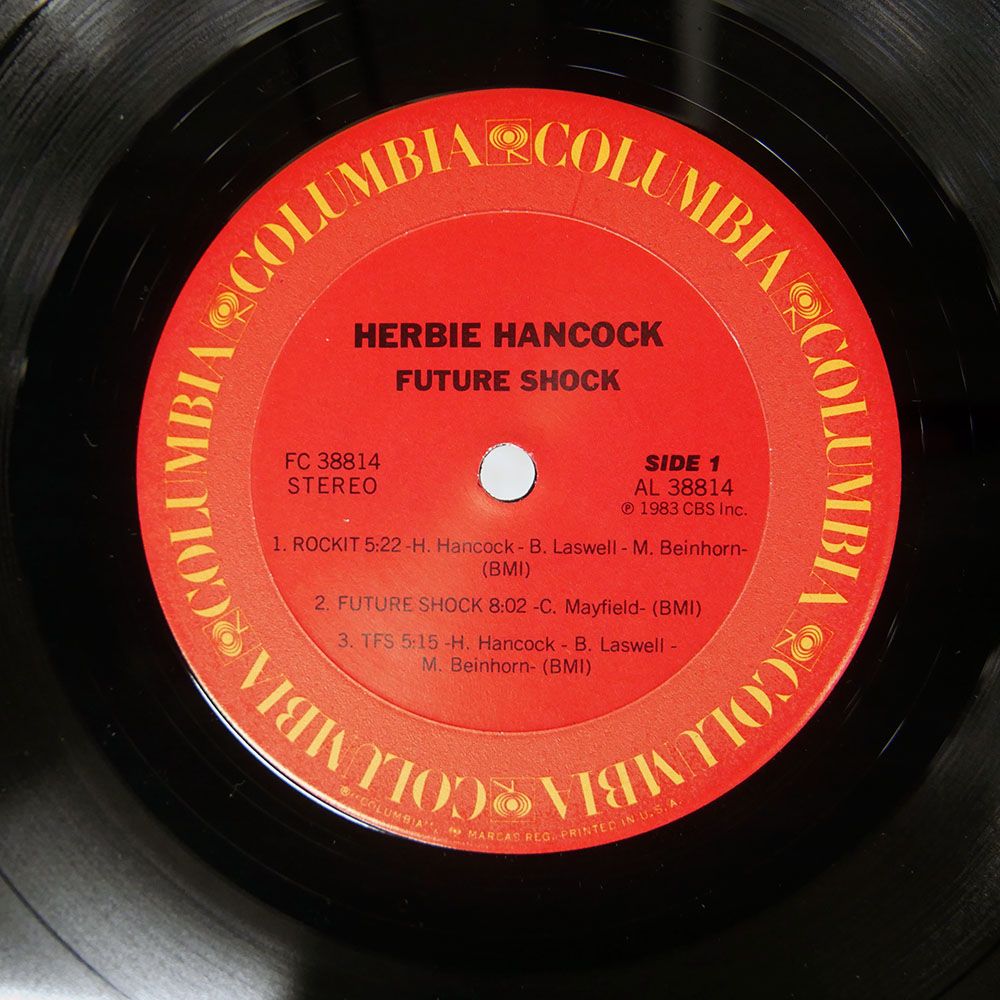 COLUMBIA COLUMBIA COLUMBIA COLUMBIA COLUMBIA COLUMBIA
HERBIE HANCOCK
FUTURE SHOCK
FC 38814
STEREO
SIDE 1
AL 38814
℗ 1983 CBS Inc.
1. ROCKIT 5:22 -H. Hancock - B. Laswell - M. Beinhorn-
(BMI)
2. FUTURE SHOCK 8:02 -C. Mayfield- (BMI)
3. TFS 5:15 -H. Hancock - B. Laswell -
M. Beinhorn- (BMI)
® "COLUMBIA", MARCAS REG. PRINTED IN U.S.A.